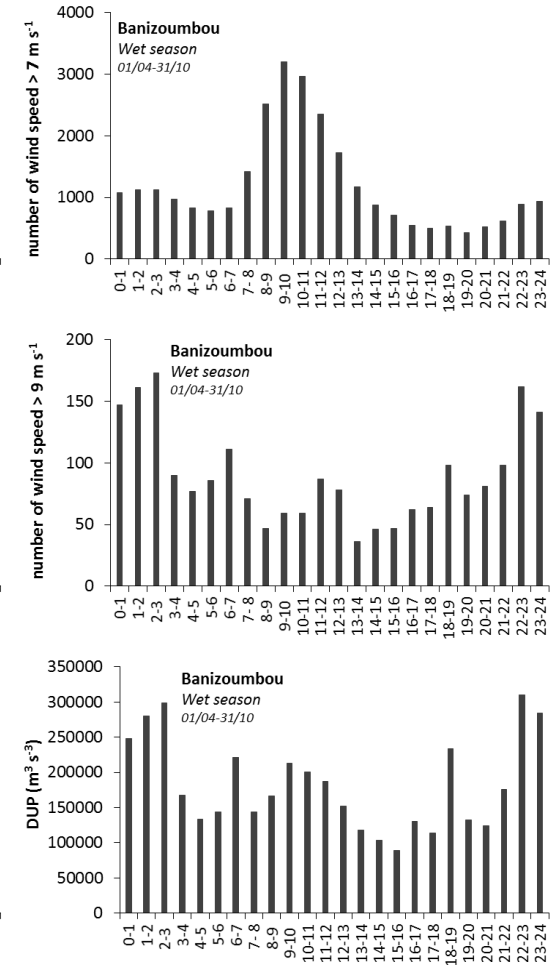 4000
3000
2000
1000
0
number of wind speed > 7 m s-1
Banizoumbou
Wet season
01/04-31/10
0-1 1-2 2-3 3-4 4-5 5-6 6-7 7- 8 8-9 9-10 10-11 11-12 12-13 13-14 14-15 15-16 16-17 17-18 18-19 19-20 20-21 21-22 22-23 23-24
200
150
100
50
0
number of wind speed > 9 m s-1
Banizoumbou
Wet season
01/04-31/10
0-1 1-2 2-3 3-4 4-5 5-6 6-7 7- 8 8-9 9-10 10-11 11-12 12-13 13-14 14-15 15-16 16-17 17-18 18-19 19-20 20-21 21-22 22-23 23-24
350000
300000
250000
200000
150000
100000
50000
0
DUP (m3 s-3)
Banizoumbou
Wet season
01/04-31/10
0-1 1-2 2-3 3-4 4-5 5-6 6-7 7- 8 8-9 9-10 10-11 11-12 12-13 13-14 14-15 15-16 16-17 17-18 18-19 19-20 20-21 21-22 22-23 23-24